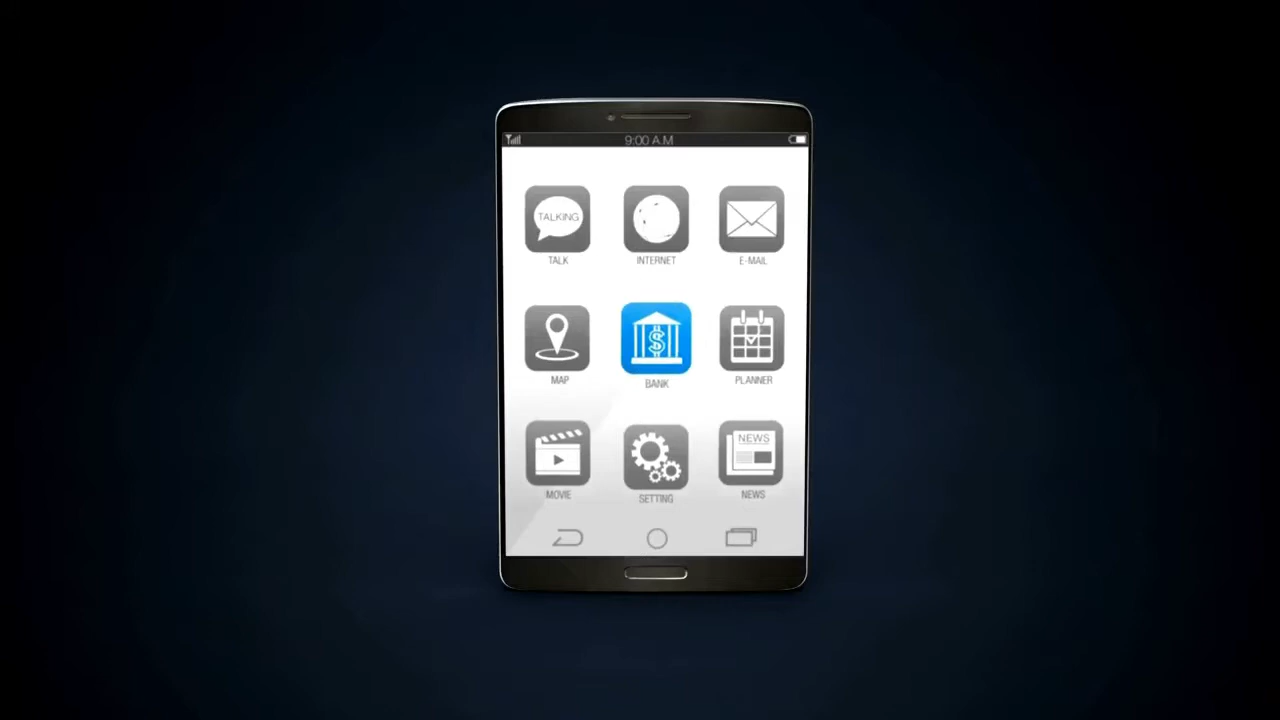 9:00 A.M
TALKING
TALK
INTERNET
E-MAIL
MAP
$
BANK
PLANNER
MOVIE
SETTING
NEWS
NEWS